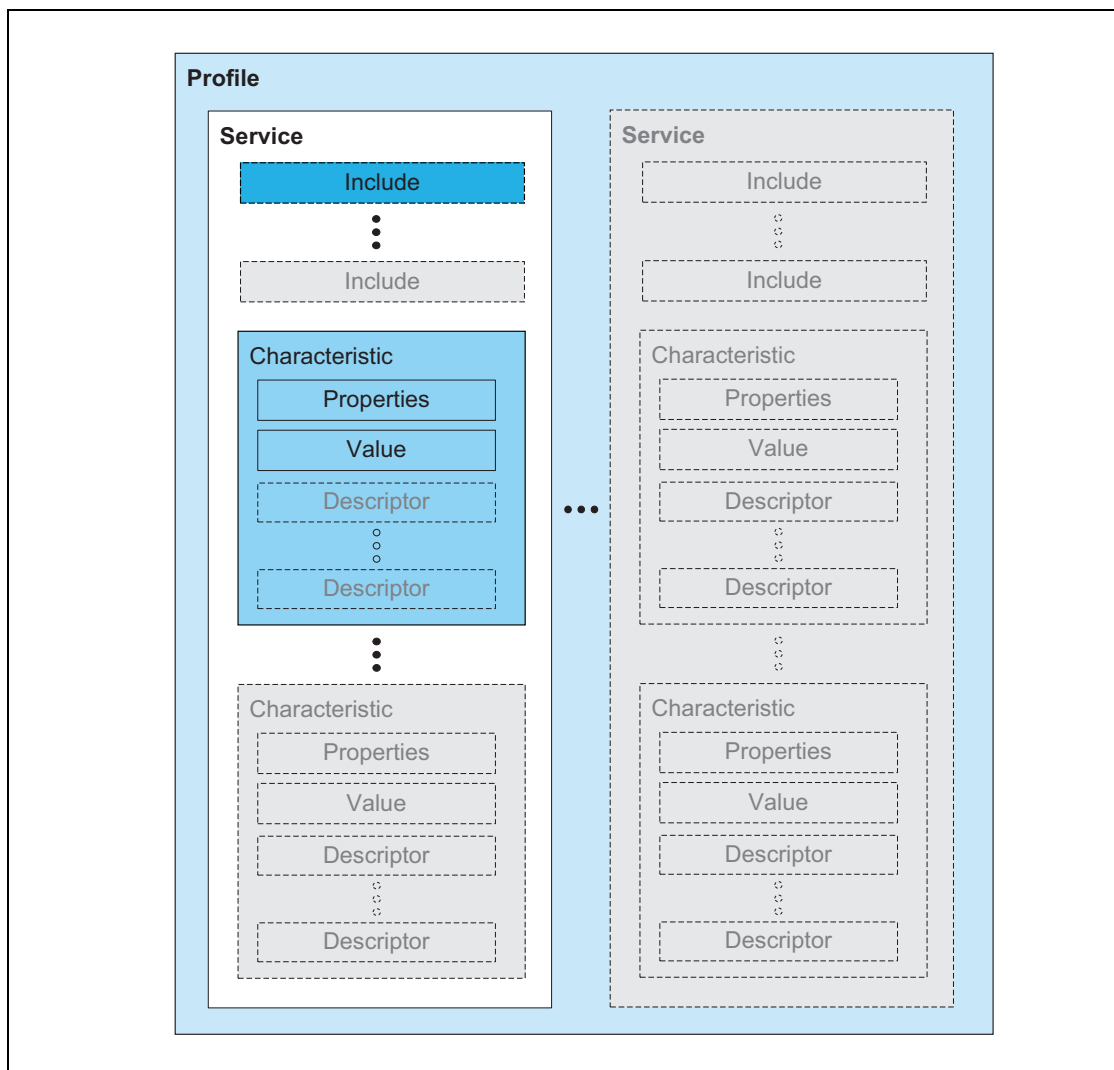 Profile
Service
Include
Include
Characteristic
Properties
Value
Descriptor
Descriptor
Characteristic
Properties
Value
Descriptor
Descriptor
Service
Include
Include
Characteristic
Properties
Value
Descriptor
Descriptor
Characteristic
Properties
Value
Descriptor
Descriptor